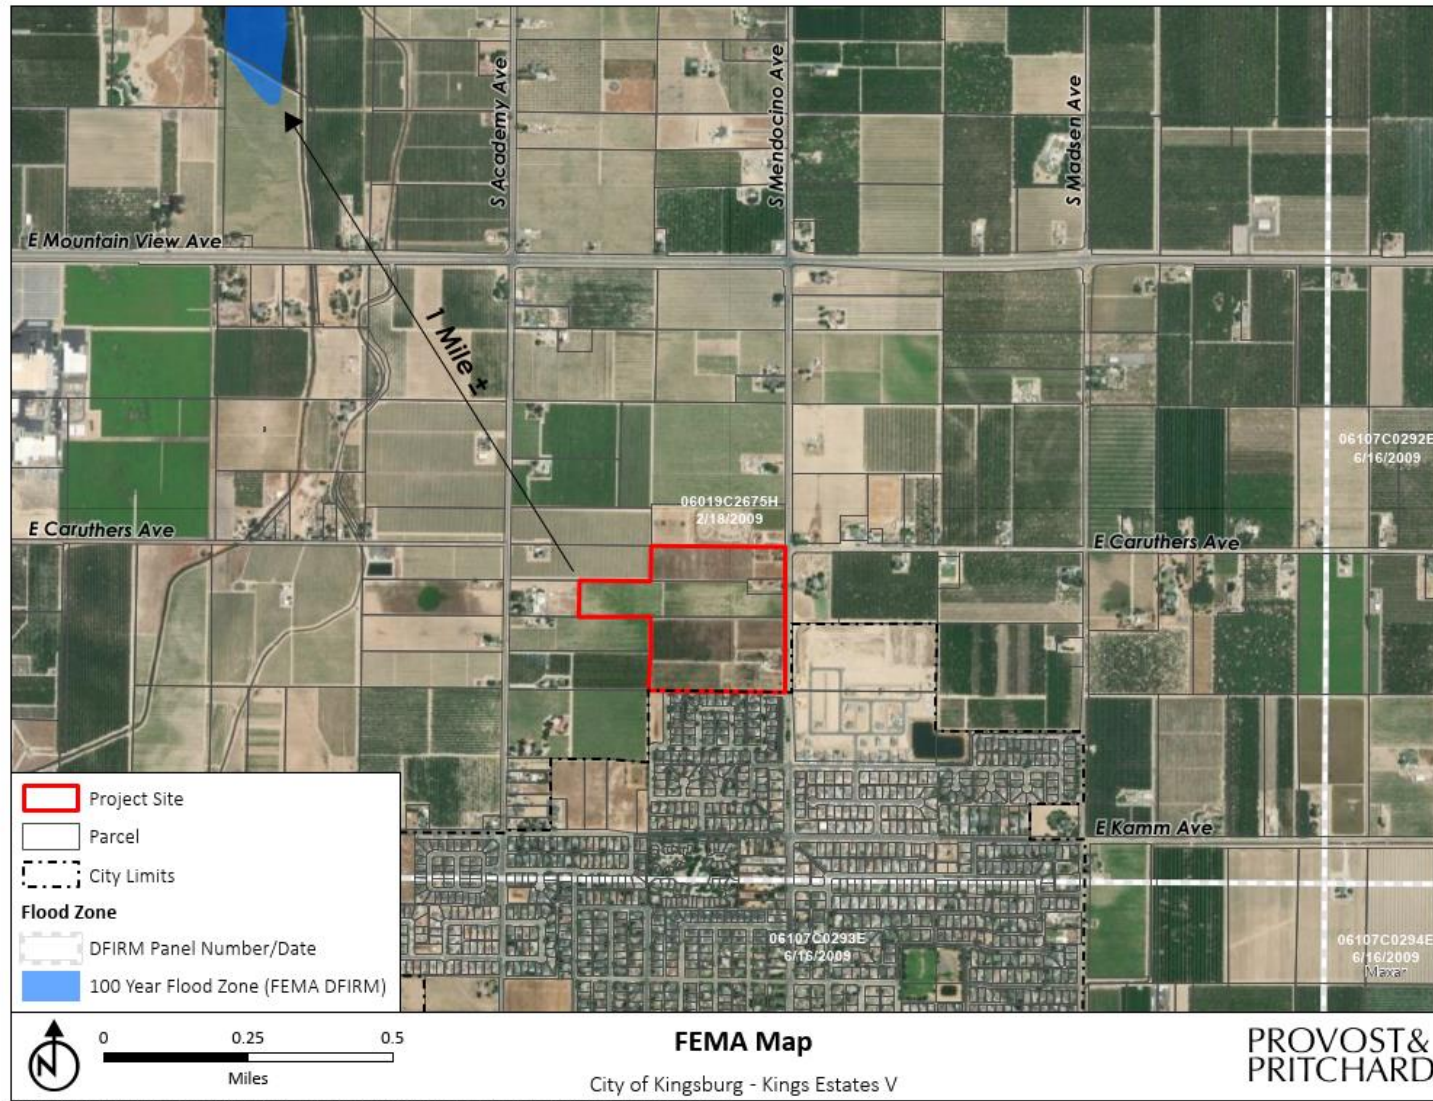 S Academy Ave
S Mendocino Ave
S Madsen Ave
E Mountain View Ave
1 Mile ±
06107C0292E
6/16/2009
06019C2675H
2/18/2009
E Caruthers Ave
E Caruthers Ave
E Kamm Ave
06107C0293E
6/16/2009
06107C0294E
6/16/2009
Maxar
Project Site
Parcel
City Limits
Flood Zone
DFIRM Panel Number/Date
100 Year Flood Zone (FEMA DFIRM)
N
0 0.25 0.5
Miles
FEMA Map
City of Kingsburg - Kings Estates V
PROVOST&
PRITCHARD